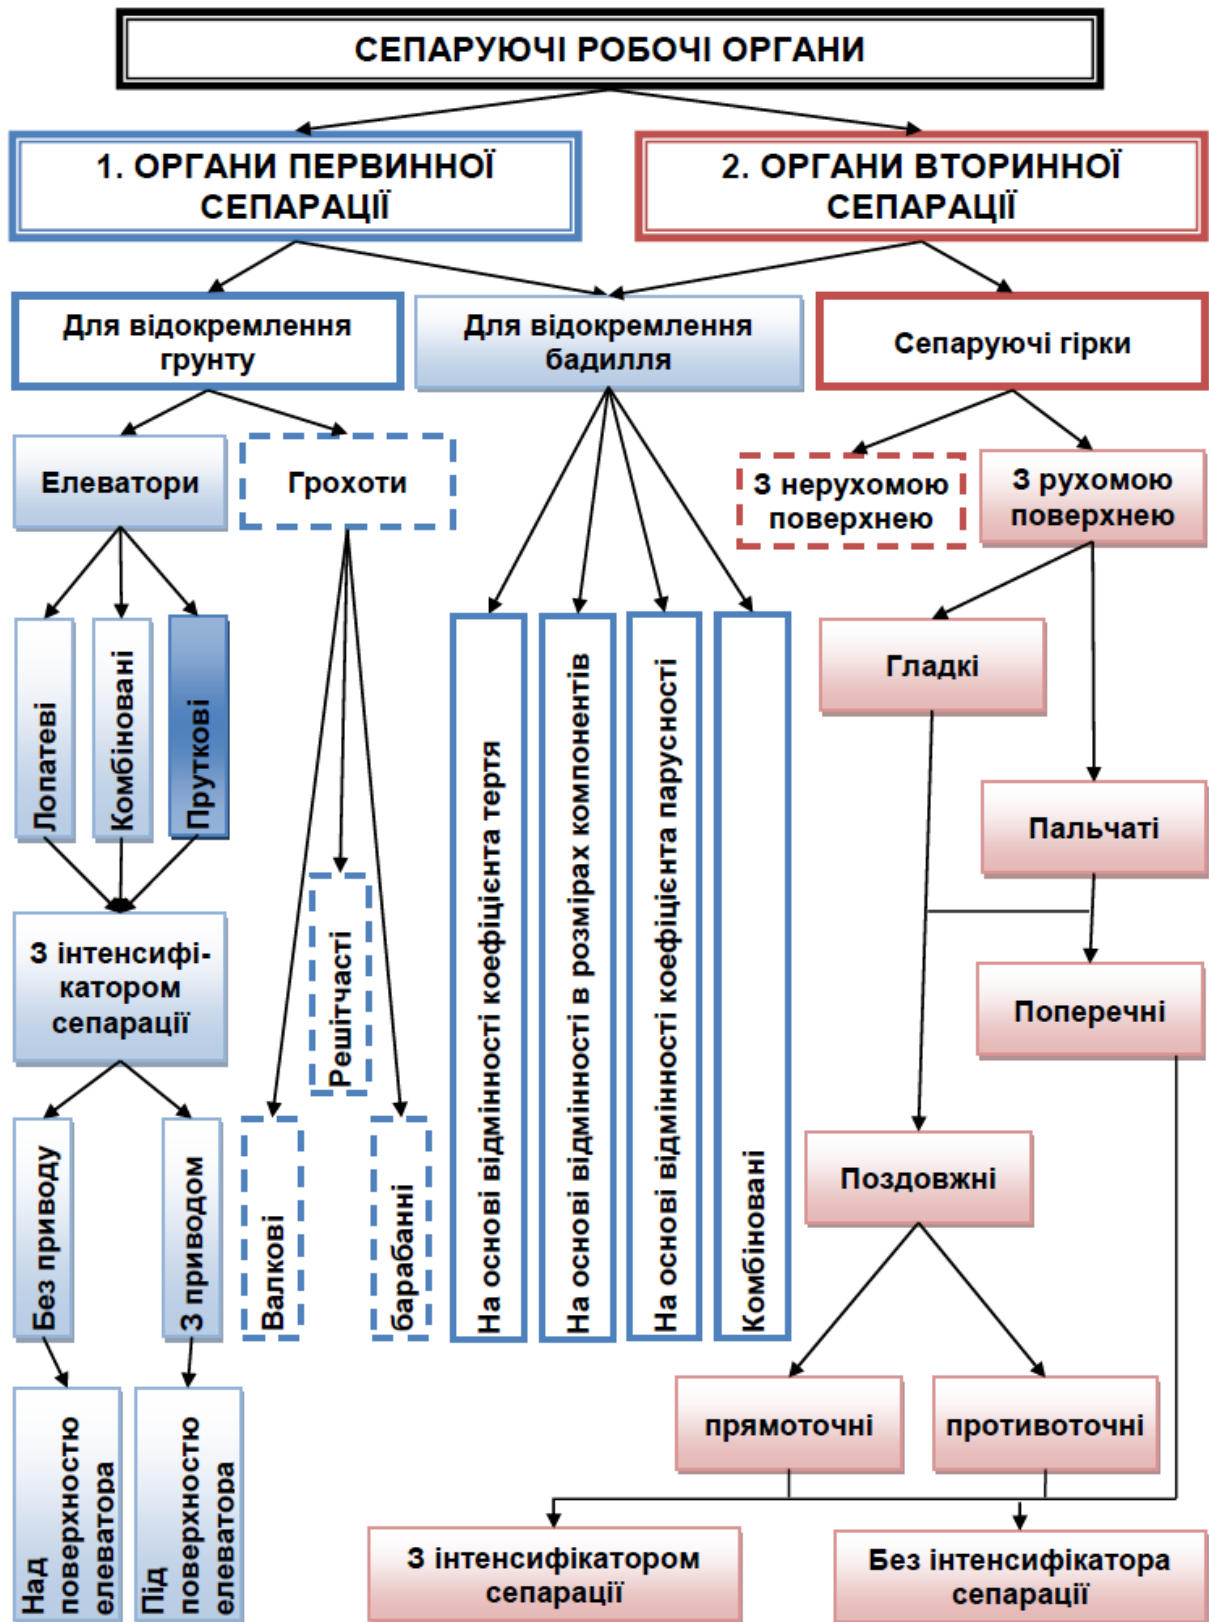 СЕПАРУЮЧІ РОБОЧІ ОРГАНИ
1. ОРГАНИ ПЕРВИННОЇ
СЕПАРАЦІЇ
2. ОРГАНИ ВТОРИННОЇ
СЕПАРАЦІЇ
Для відокремлення
грунту
Для відокремлення
бадилля
Сепаруючі гірки
Елеватори
Грохоти
З нерухомою
поверхнею
З рухомою
поверхнею
Лопатеві
Комбіновані
Пруткові
Гладкі
Пальчаті
З інтенсифі-
катором
сепарації
Решітчасті
Валкові
барабанні
На основі відмінності коефіцієнта тертя
На основі відмінності в розмірах компонентів
На основі відмінності коефіцієнта парусності
Комбіновані
Поперечні
Поздовжні
Без приводу
З приводом
прямоточні
противоточні
Над
поверхностю
елеватора
Під
поверхностю
елеватора
З інтенсифікатором
сепарації
Без інтенсифікатора
сепарації